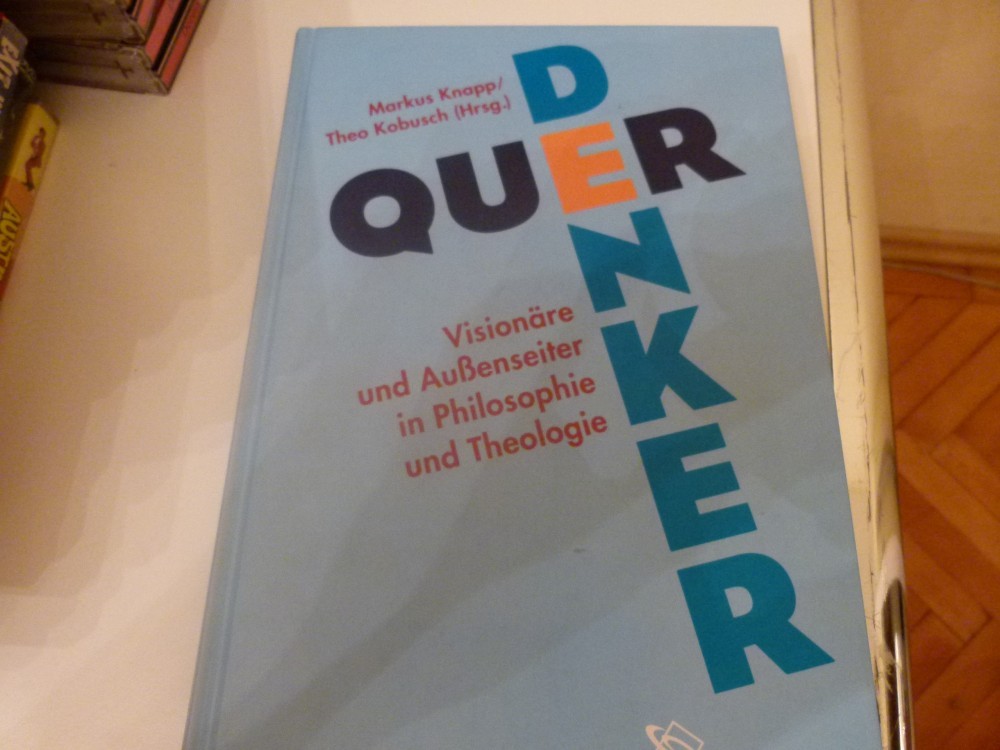 Markus Knapp/
Theo Kobusch (Hrsg.)
QUER
DENKER
Visionäre
und Außenseiter
in Philosophie
und Theologie